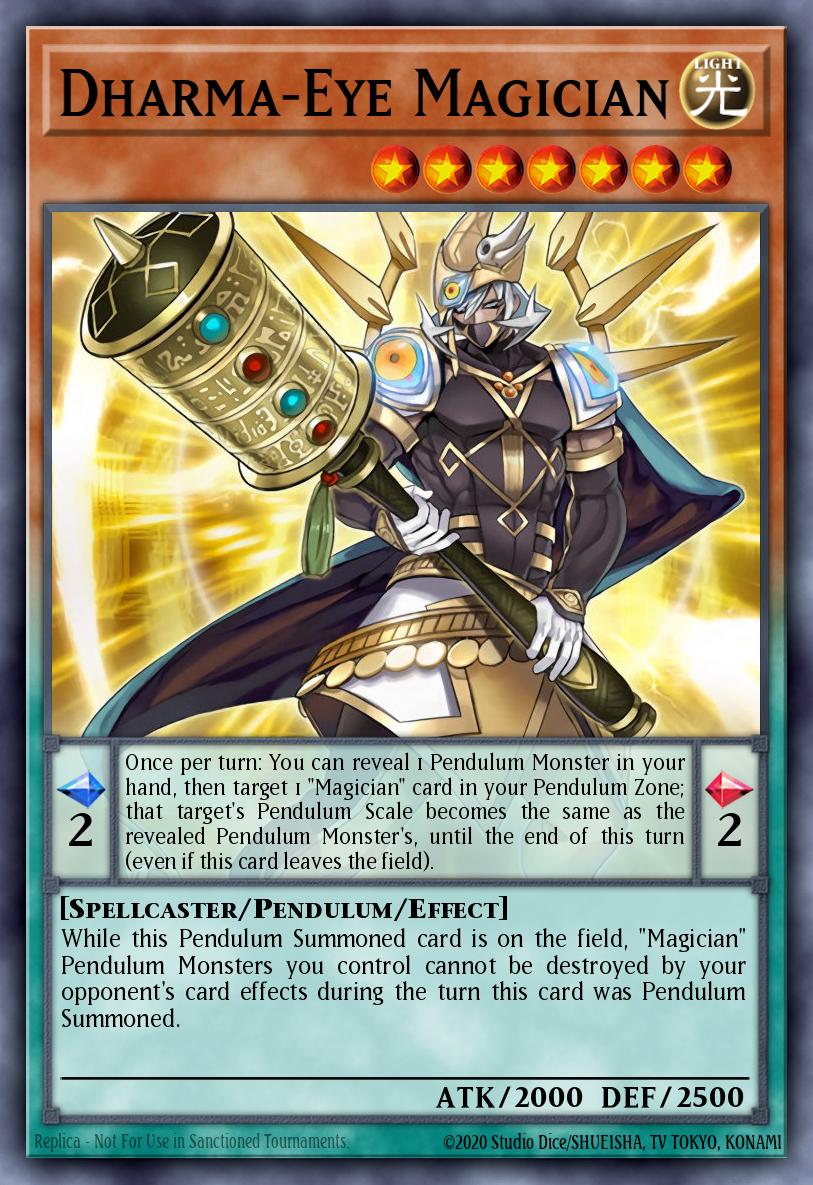 Dharma-Eye Magician
LIGHT
光
Once per turn: You can reveal 1 Pendulum Monster in your
hand, then target 1 "Magician" card in your Pendulum Zone;
that target's Pendulum Scale becomes the same as the
revealed Pendulum Monster's, until the end of this turn
(even if this card leaves the field).
2
2
[Spellcaster/Pendulum/Effect]
While this Pendulum Summoned card is on the field, "Magician"
Pendulum Monsters you control cannot be destroyed by your
opponent's card effects during the turn this card was Pendulum
Summoned.
ATK/2000 DEF/2500
Replica - Not For Use in Sanctioned Tournaments.
©2020 Studio Dice/SHUEISHA, TV TOKYO, KONAMI